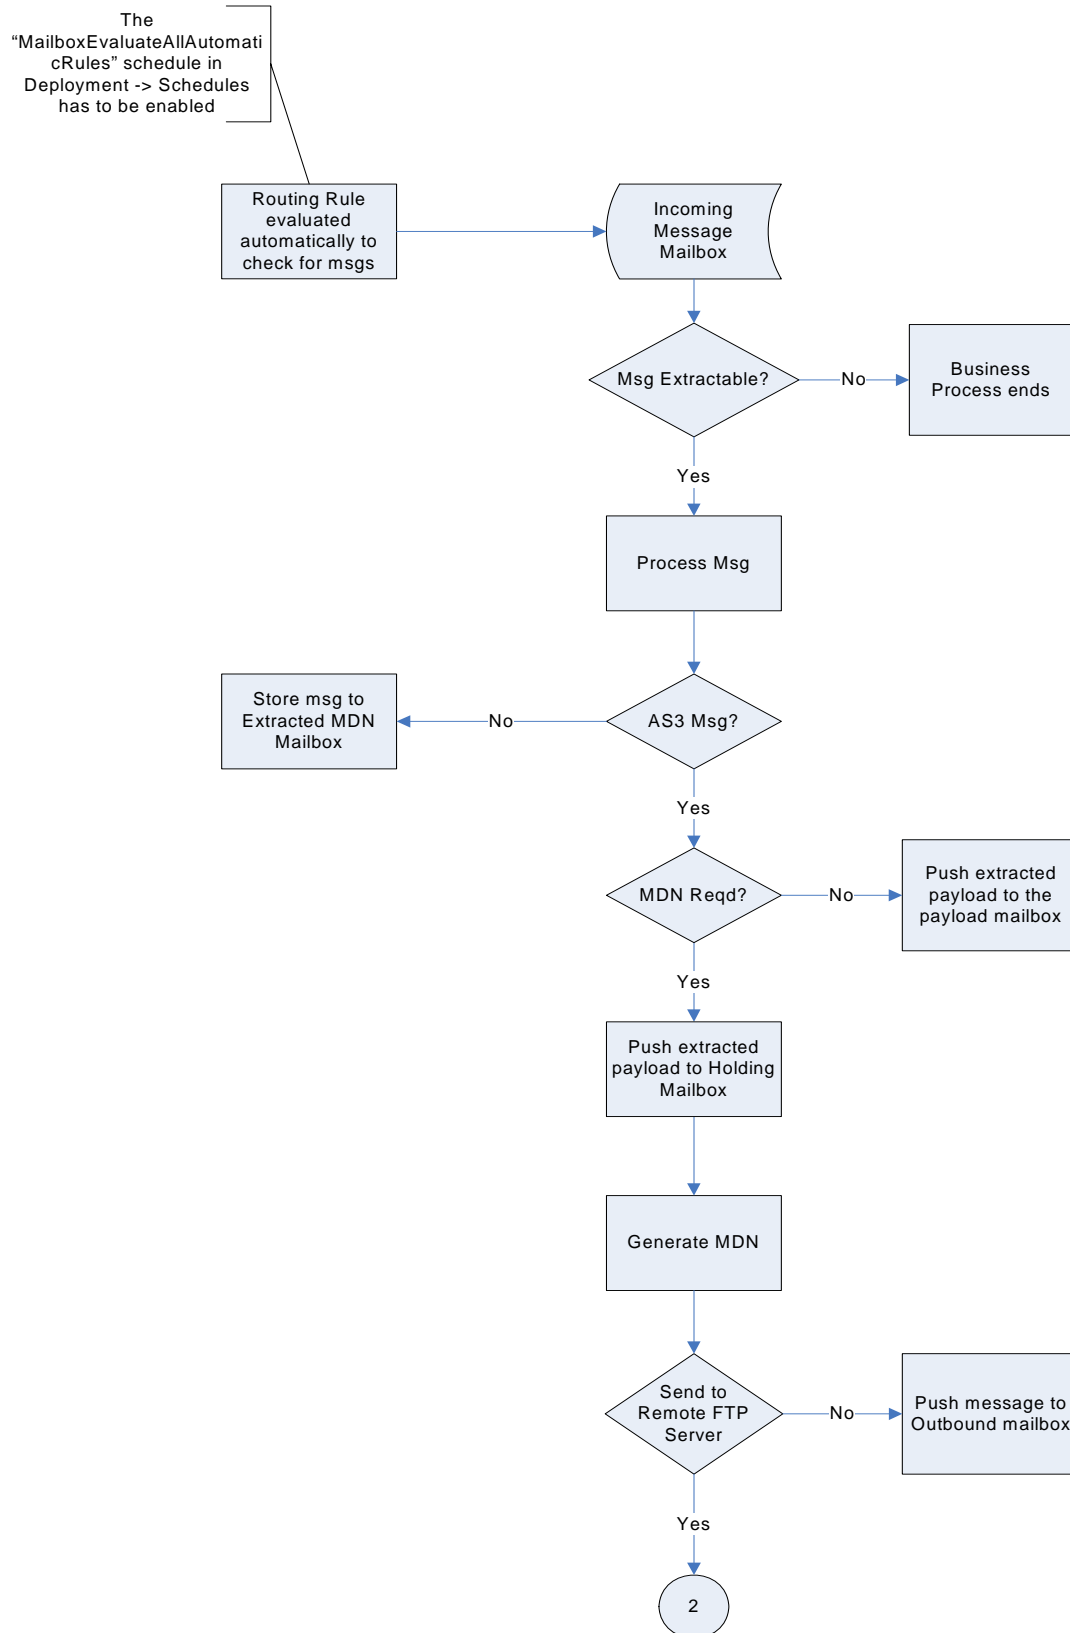 The
“MailboxEvaluateAllAutomati
cRules” schedule in
Deployment -> Schedules
has to be enabled
Routing Rule
evaluated
automatically to
check for msgs
Incoming
Message
Mailbox
Msg Extractable?
No
Business
Process ends
Yes
Process Msg
AS3 Msg?
No
Store msg to
Extracted MDN
Mailbox
Yes
MDN Reqd?
No
Push extracted
payload to the
payload mailbox
Yes
Push extracted
payload to Holding
Mailbox
Generate MDN
Send to
Remote FTP
Server
No
Push message to
Outbound mailbox
Yes
2